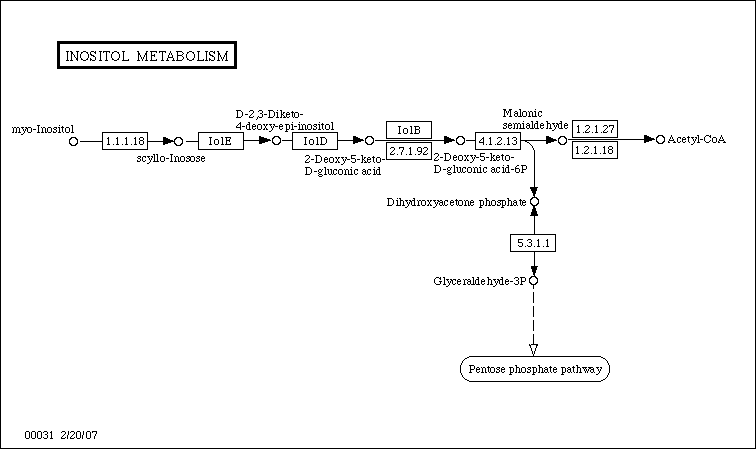 INOSITOL METABOLISM
D-2,3-Diketo-
4-deoxy-epi-inositol
Malonic
semialdehyde
myo-Inositol
1.1.1.18
IolE
IolD
IolB
2.7.1.92
4.1.2.13
1.2.1.27
1.2.1.18
Acetyl-CoA
scyllo-Inosose
2-Deoxy-5-keto-
D-gluconic acid
2-Deoxy-5-keto-
D-gluconic acid-6P
Dihydroxyacetone phosphate
5.3.1.1
Glyceraldehyde-3P
Pentose phosphate pathway
00031 2/20/07